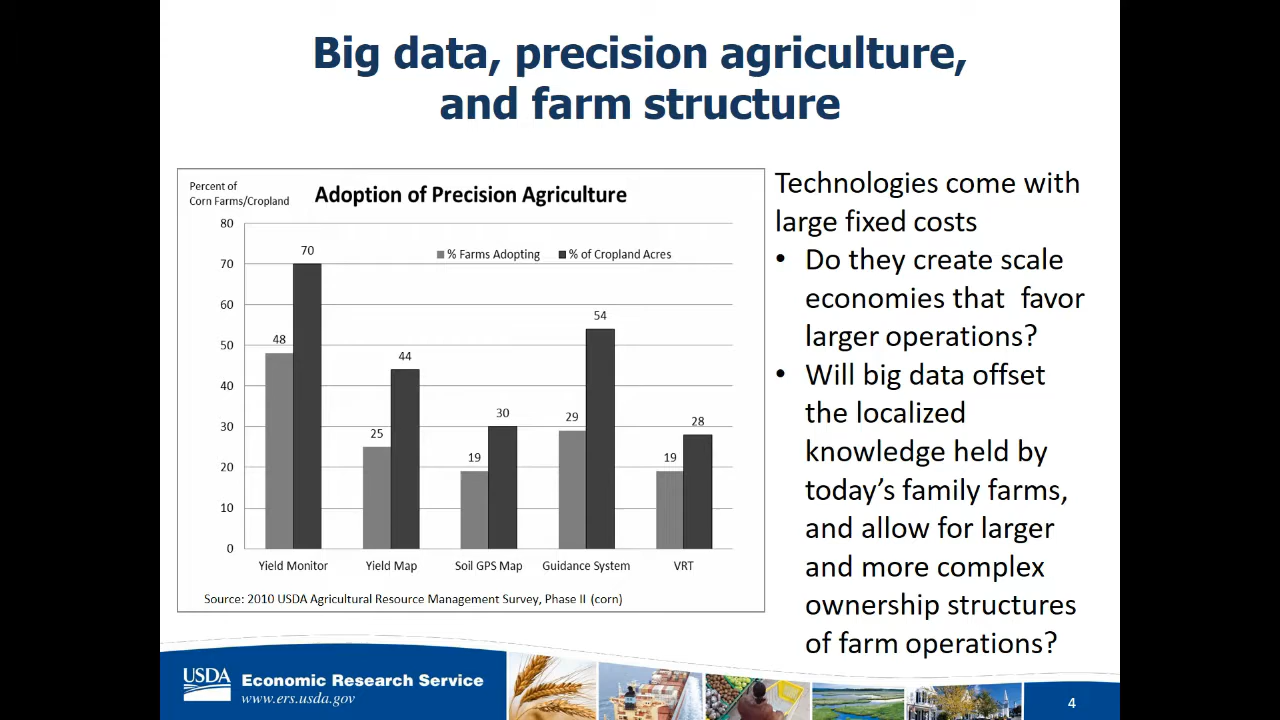 Big data, precision agriculture,
and farm structure
Percent of
Corn Farms/Cropland
Adoption of Precision Agriculture
80
70
60
50
40
30
20
10
0
% Farms Adopting
% of Cropland Acres
48
70
25
44
19
30
29
54
19
28
Yield Monitor
Yield Map
Soil GPS Map
Guidance System
VRT
Source: 2010 USDA Agricultural Resource Management Survey, Phase II (corn)
Technologies come with
large fixed costs
• Do they create scale
economies that favor
larger operations?
• Will big data offset
the localized
knowledge held by
today’s family farms,
and allow for larger
and more complex
ownership structures
of farm operations?
USDA
Economic Research Service
www.ers.usda.gov
4